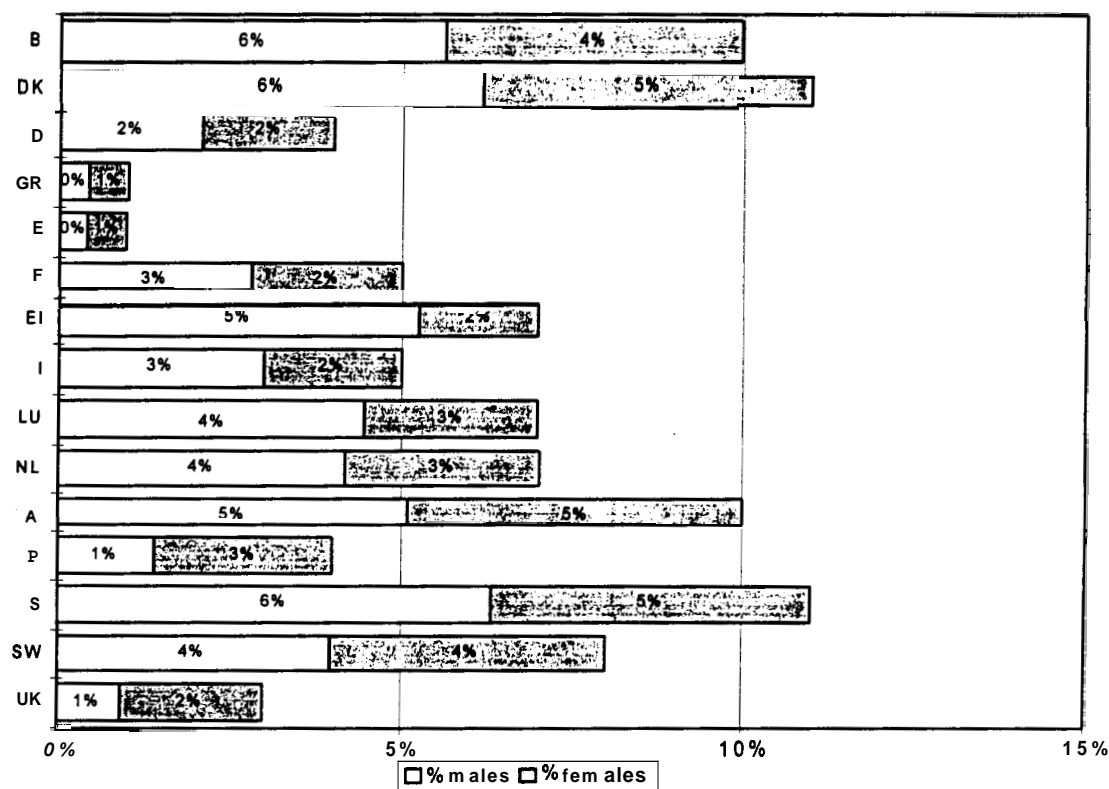 B 6% 4%
DK 6% 5%
D 2% 2%
GR 0% 1%
E 0% 1%
F 3% 2%
EI 5% 2%
I 3% 2%
LU 4% 3%
NL 4% 3%
A 5% 5%
P 1% 3%
S 6% 5%
SW 4% 4%
UK 1% 2%
0% 5% 10% 15%
% males % females